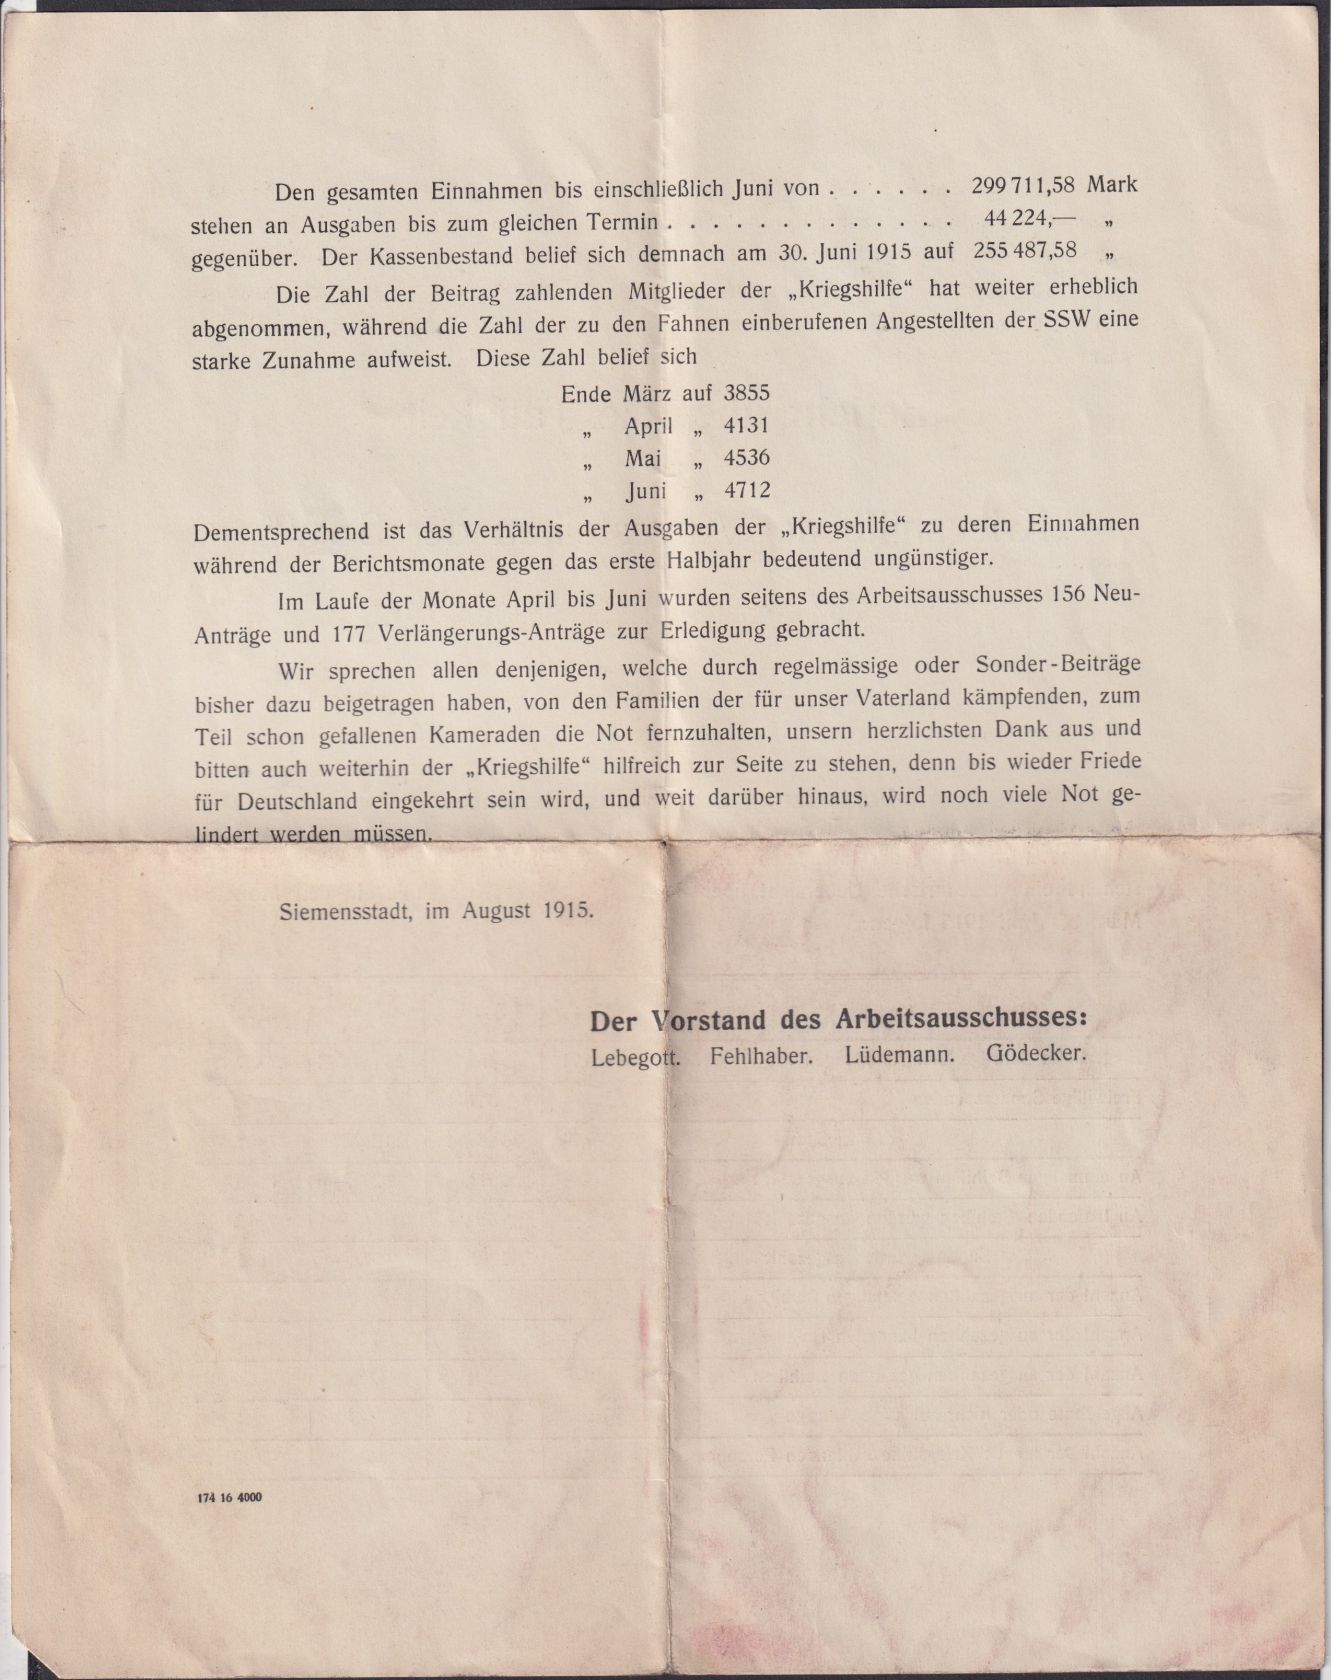 Den gesamten Einnahmen bis einschließlich Juni von . . . . . . 299 711,58 Mark
stehen an Ausgaben bis zum gleichen Termin . . . . . . . . . . . . . 44 224,— „
gegenüber. Der Kassenbestand belief sich demnach am 30. Juni 1915 auf 255 487,58 „
Die Zahl der Beitrag zahlenden Mitglieder der „Kriegshilfe“ hat weiter erheblich
abgenommen, während die Zahl der zu den Fahnen einberufenen Angestellten der SSW eine
starke Zunahme aufweist. Diese Zahl belief sich
Ende März auf 3855
„ April „ 4131
„ Mai „ 4536
„ Juni „ 4712
Dementsprechend ist das Verhältnis der Ausgaben der „Kriegshilfe“ zu deren Einnahmen
während der Berichtsmonate gegen das erste Halbjahr bedeutend ungünstiger.
Im Laufe der Monate April bis Juni wurden seitens des Arbeitsausschusses 156 Neu-
Anträge und 177 Verlängerungs-Anträge zur Erledigung gebracht.
Wir sprechen allen denjenigen, welche durch regelmässige oder Sonder-Beiträge
bisher dazu beigetragen haben, von den Familien der für unser Vaterland kämpfenden, zum
Teil schon gefallenen Kameraden die Not fernzuhalten, unsern herzlichsten Dank aus und
bitten auch weiterhin der „Kriegshilfe“ hilfreich zur Seite zu stehen, denn bis wieder Friede
für Deutschland eingekehrt sein wird, und weit darüber hinaus, wird noch viele Not ge-
lindert werden müssen.
Siemensstadt, im August 1915.
Der Vorstand des Arbeitsausschusses:
Lebegott. Fehlhaber. Lüdemann. Gödecker.
174 16 4000